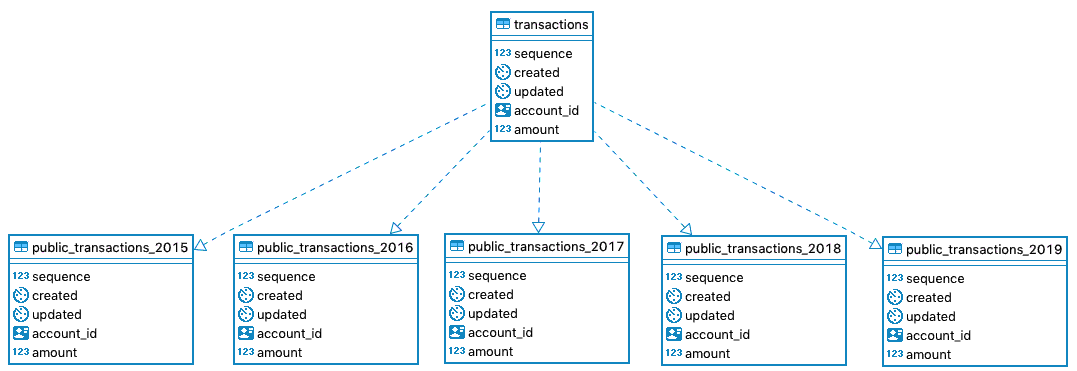 transactions
123 sequence
created
updated
account_id
123 amount
public_transactions_2015
123 sequence
created
updated
account_id
123 amount
public_transactions_2016
123 sequence
created
updated
account_id
123 amount
public_transactions_2017
123 sequence
created
updated
account_id
123 amount
public_transactions_2018
123 sequence
created
updated
account_id
123 amount
public_transactions_2019
123 sequence
created
updated
account_id
123 amount